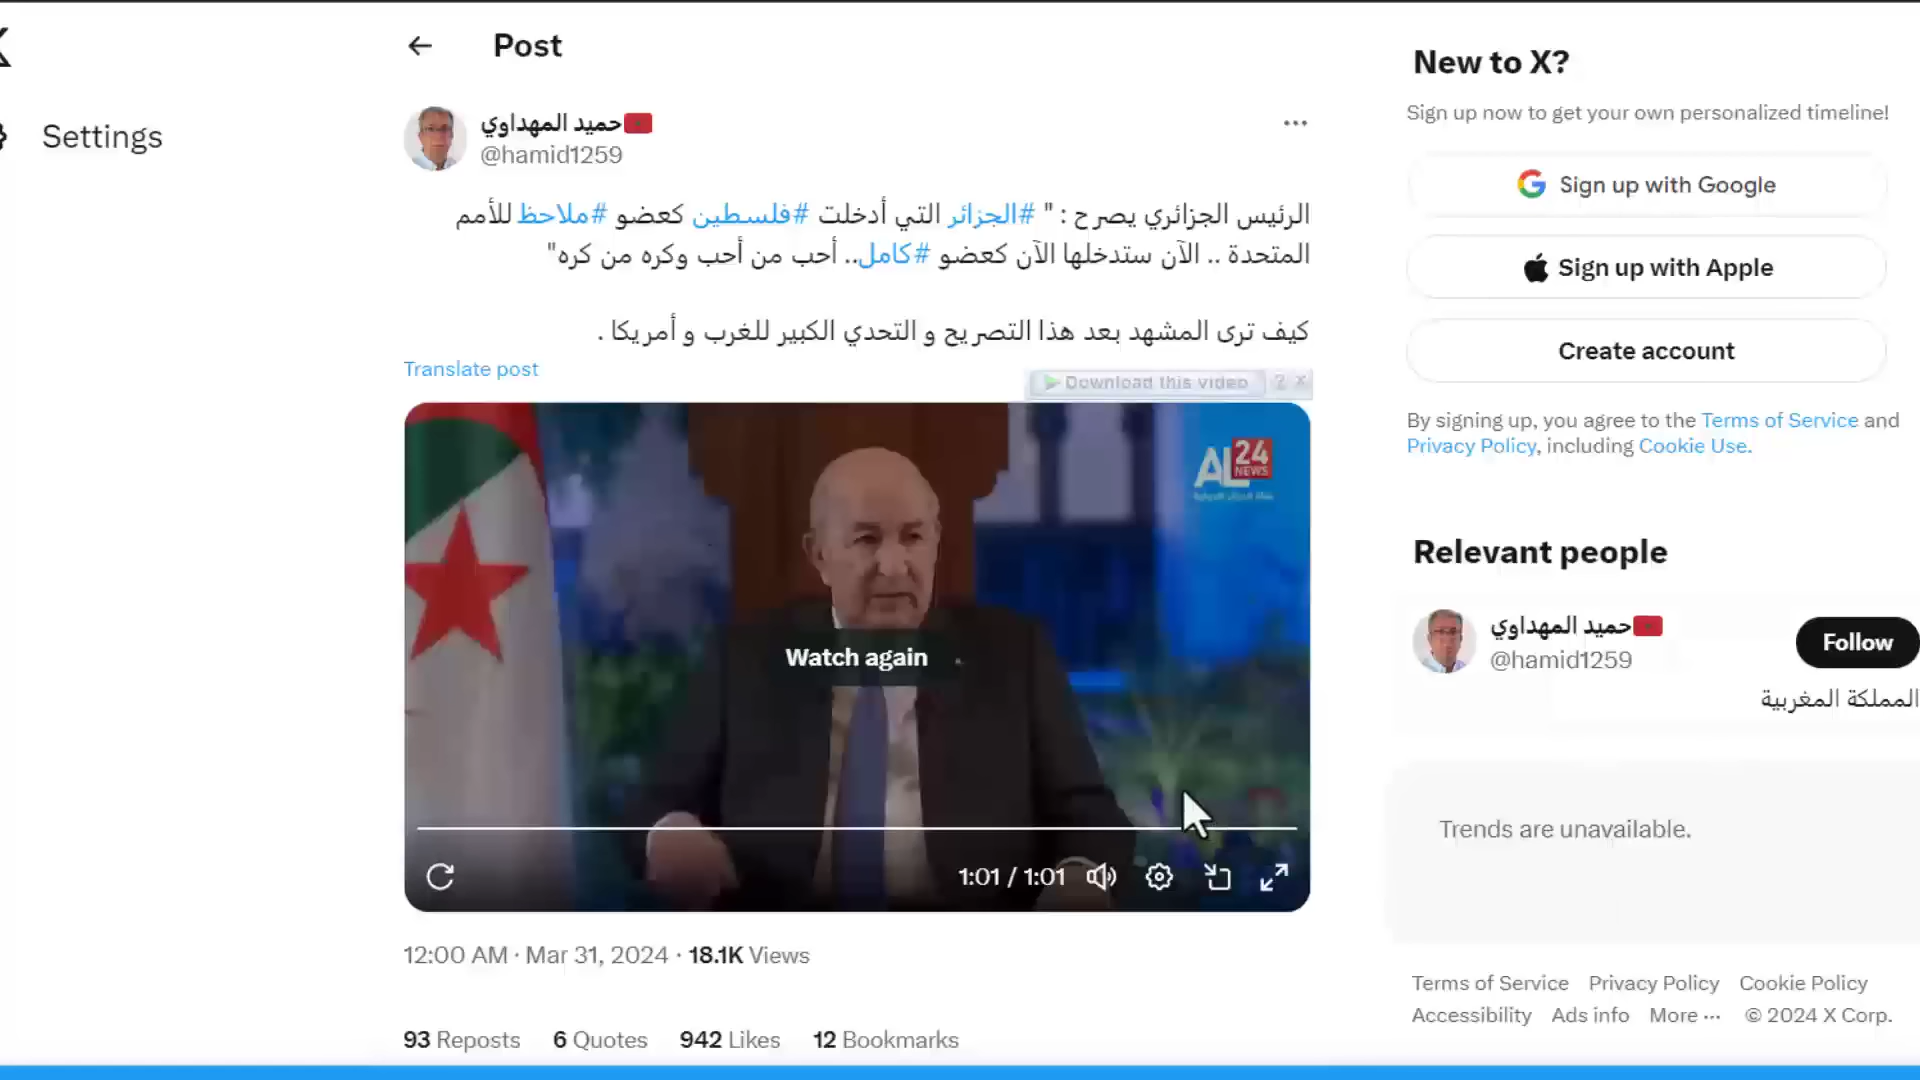 Post
Settings
حميد المهداوي
@hamid1259
الرئيس الجزائري يصرح : " #الجزائر التي أدخلت #فلسطين كعضو #ملاحظ للأمم
المتحدة .. الآن ستدخلها الآن كعضو #كامل.. أحب من أحب وكره من كره"
كيف ترى المشهد بعد هذا التصريح و التحدي الكبير للغرب و أمريكا .
Translate post
Download this video ? X
AL 24 NEWS
Watch again
1:01 / 1:01
12:00 AM · Mar 31, 2024 · 18.1K Views
93 Reposts 6 Quotes 942 Likes 12 Bookmarks
New to X?
Sign up now to get your own personalized timeline!
Sign up with Google
Sign up with Apple
Create account
By signing up, you agree to the Terms of Service and
Privacy Policy, including Cookie Use.
Relevant people
حميد المهداوي
@hamid1259
Follow
المملكة المغربية
Trends are unavailable.
Terms of Service Privacy Policy Cookie Policy
Accessibility Ads info More ··· © 2024 X Corp.